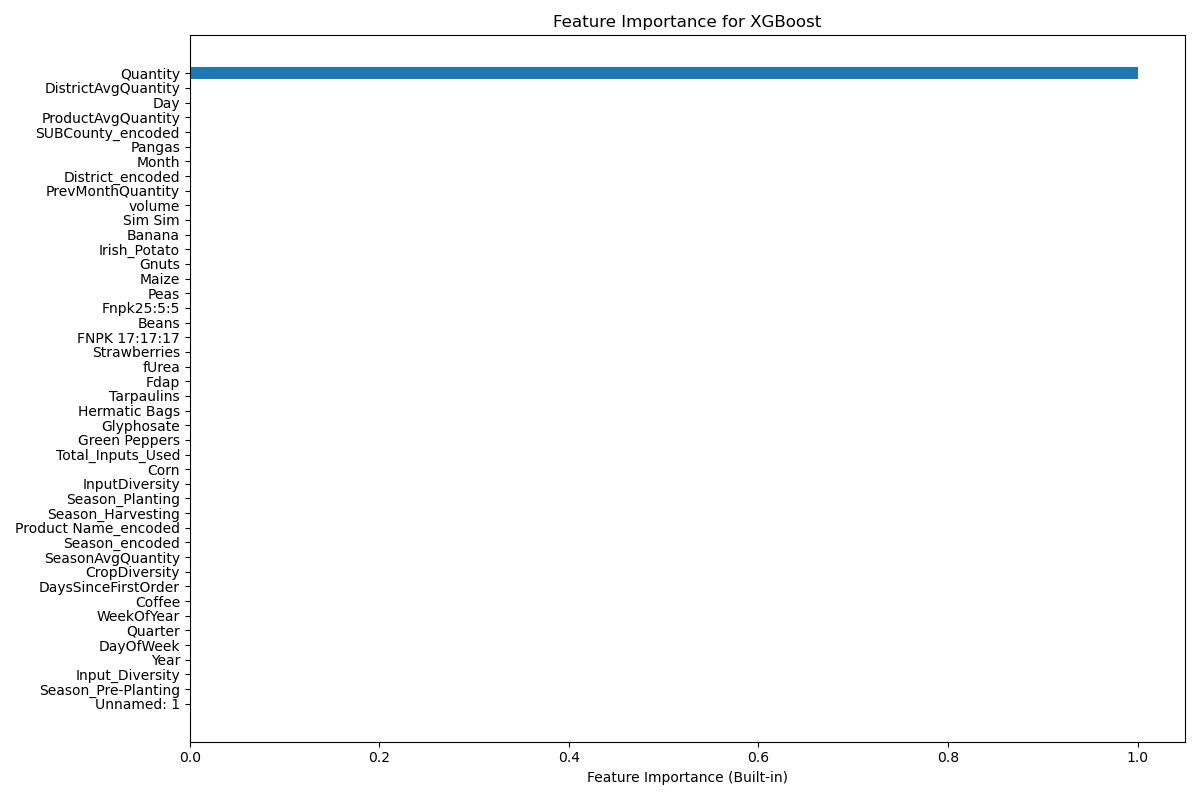 Feature Importance for XGBoost
Quantity
DistrictAvgQuantity
Day
ProductAvgQuantity
SUBCounty_encoded
Pangas
Month
District_encoded
PrevMonthQuantity
volume
Sim Sim
Banana
Irish_Potato
Gnuts
Maize
Peas
Fnpk25:5:5
Beans
FNPK 17:17:17
Strawberries
fUrea
Fdap
Tarpaulins
Hermatic Bags
Glyphosate
Green Peppers
Total_Inputs_Used
Corn
InputDiversity
Season_Planting
Season_Harvesting
Product Name_encoded
Season_encoded
SeasonAvgQuantity
CropDiversity
DaysSinceFirstOrder
Coffee
WeekOfYear
Quarter
DayOfWeek
Year
Input_Diversity
Season_Pre-Planting
Unnamed: 1
0.0 0.2 0.4 0.6 0.8 1.0
Feature Importance (Built-in)